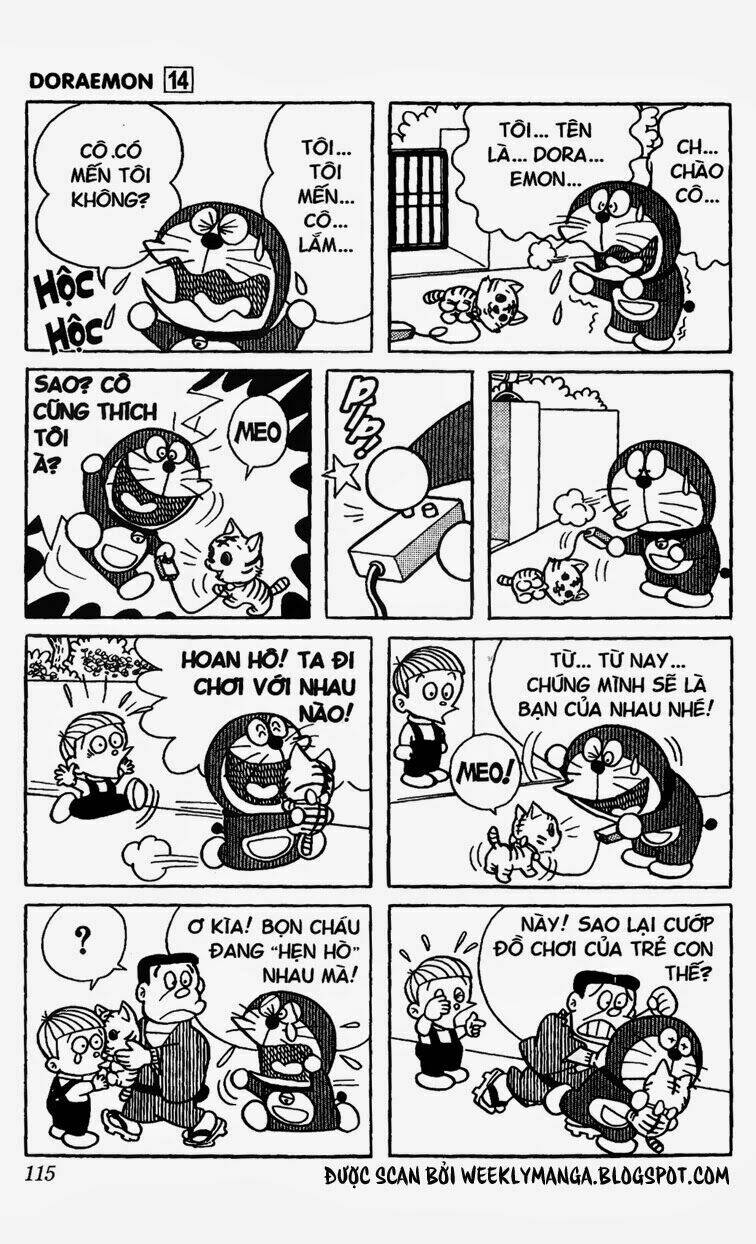 DORAEMON 14
CH...
CHÀO
CÔ...
TÔI... TÊN
LÀ... DORA...
EMON...
TÔI...
TÔI
MẾN...
CÔ
LẮM...
CÔ CÓ
MẾN TÔI
KHÔNG?
HỘC
HỘC
MEO
SAO? CÔ
CŨNG THÍCH
TÔI
À?
TỪ... TỪ NAY...
CHÚNG MÌNH SẼ LÀ
BẠN CỦA NHAU NHÉ!
MEO!
HOAN HÔ! TA ĐI
CHƠI VỚI NHAU
NÀO!
NÀY! SAO LẠI CƯỚP
ĐỒ CHƠI CỦA TRẺ CON
THẾ?
Ơ KÌA! BỌN CHÁU
ĐANG “HẸN HÒ”
NHAU MÀ!
?
115
ĐƯỢC SCAN BỞI WEEKLYMANGA.BLOGSPOT.COM